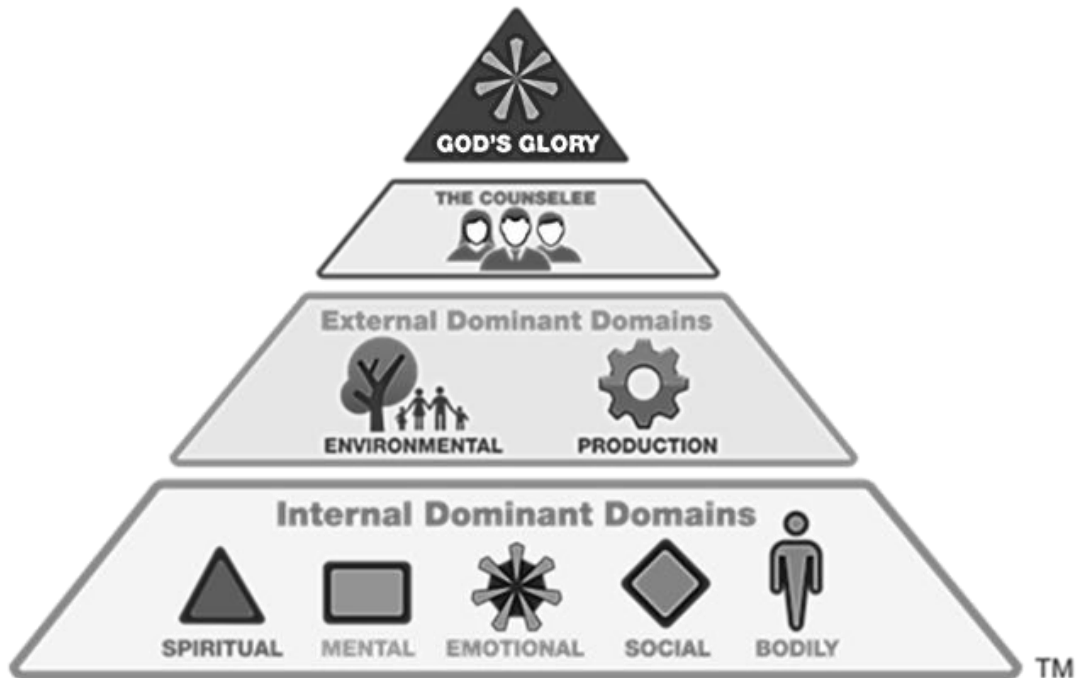 GOD'S GLORY
THE COUNSELEE
External Dominant Domains
ENVIRONMENTAL PRODUCTION
Internal Dominant Domains
SPIRITUAL MENTAL EMOTIONAL SOCIAL BODILY
TM